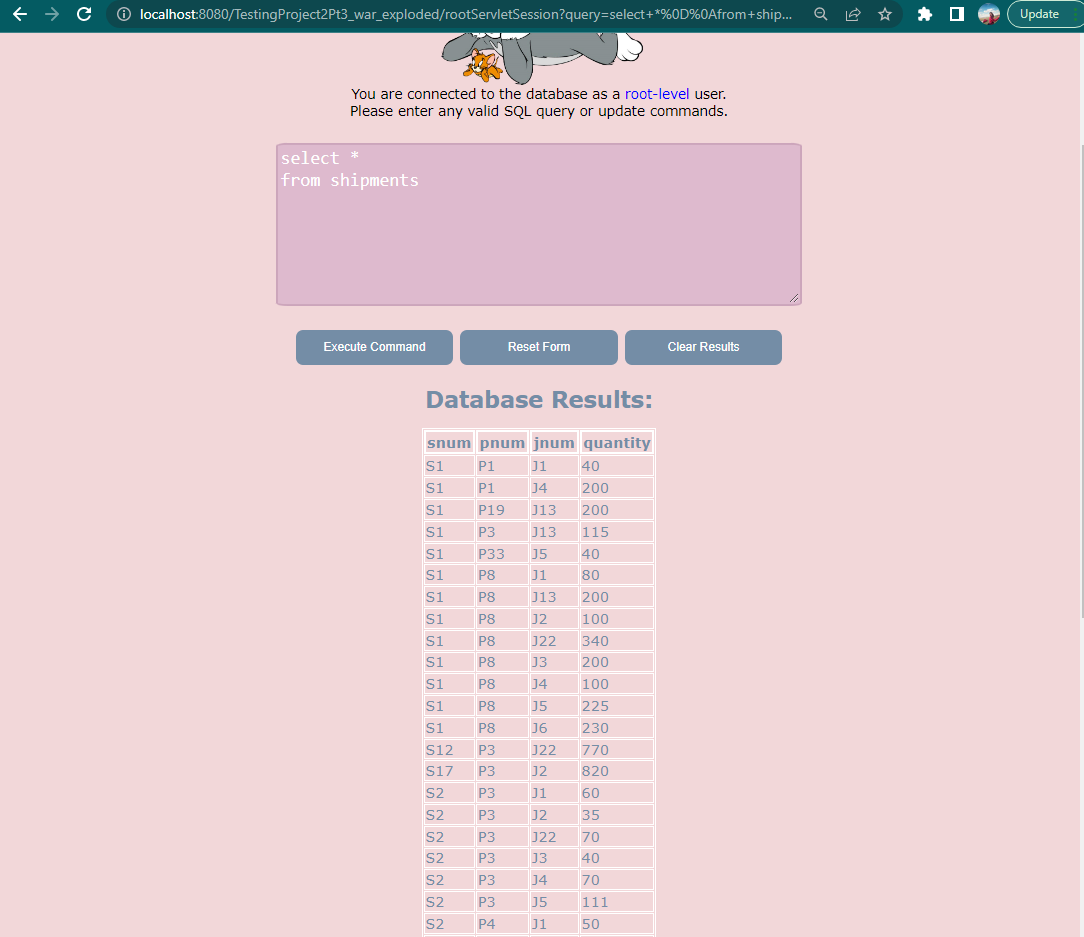 localhost:8080/TestingProject2Pt3_war_exploded/rootServletSession?query=select+*%0D%0Afrom+ship...
Update
You are connected to the database as a root-level user.
Please enter any valid SQL query or update commands.
select *
from shipments
Execute Command Reset Form Clear Results
Database Results:
snum pnum jnum quantity
S1 P1 J1 40
S1 P1 J4 200
S1 P19 J13 200
S1 P3 J13 115
S1 P33 J5 40
S1 P8 J1 80
S1 P8 J13 200
S1 P8 J2 100
S1 P8 J22 340
S1 P8 J3 200
S1 P8 J4 100
S1 P8 J5 225
S1 P8 J6 230
S12 P3 J22 770
S17 P3 J2 820
S2 P3 J1 60
S2 P3 J2 35
S2 P3 J22 70
S2 P3 J3 40
S2 P3 J4 70
S2 P3 J5 111
S2 P4 J1 50